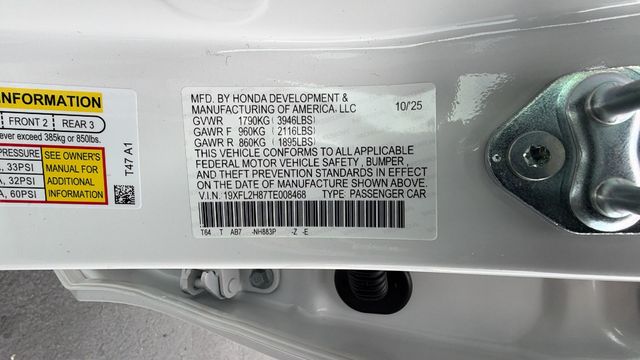 INFORMATION
FRONT 2 | REAR 3
ever exceed 385kg or 850lbs.
PRESSURE
SEE OWNER'S
MANUAL FOR
ADDITIONAL
INFORMATION
A, 33PSI
A, 32PSI
A, 60PSI
T47 A1
MFD. BY HONDA DEVELOPMENT &
MANUFACTURING OF AMERICA, LLC 10/'25
GVWR 1790KG(3946LBS)
GAWR F 960KG(2116LBS)
GAWR R 860KG(1895LBS)
THIS VEHICLE CONFORMS TO ALL APPLICABLE
FEDERAL MOTOR VEHICLE SAFETY, BUMPER,
AND THEFT PREVENTION STANDARDS IN EFFECT
ON THE DATE OF MANUFACTURE SHOWN ABOVE.
V.I.N. 19XFL2H87TE008468 TYPE PASSENGER CAR
T64 T AB7 -NH883P -Z -E